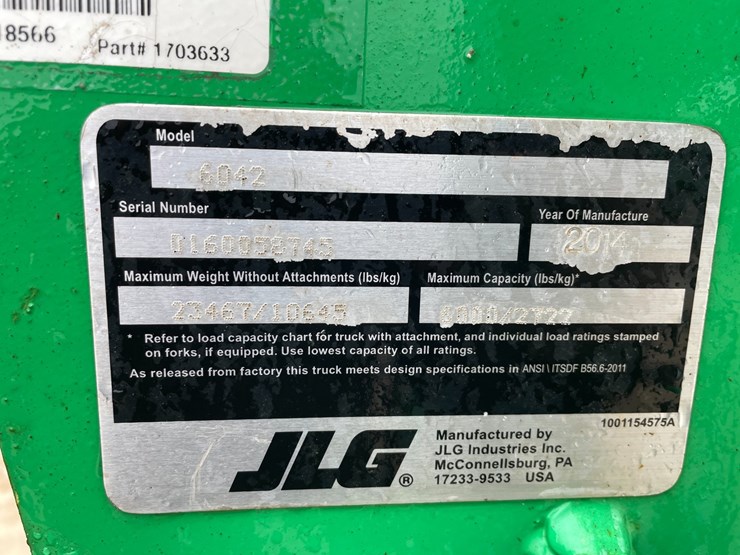 18566
Part# 1703633
Model
6042
Serial Number
Year Of Manufacture
0160058745
2014
Maximum Weight Without Attachments (lbs/kg)
Maximum Capacity (lbs/kg)*
23467/10645
6000/2722
* Refer to load capacity chart for truck with attachment, and individual load ratings stamped
on forks, if equipped. Use lowest capacity of all ratings.
As released from factory this truck meets design specifications in ANSI \ ITSDF B56.6-2011
1001154575A
JLG®
Manufactured by
JLG Industries Inc.
McConnellsburg, PA
17233-9533 USA